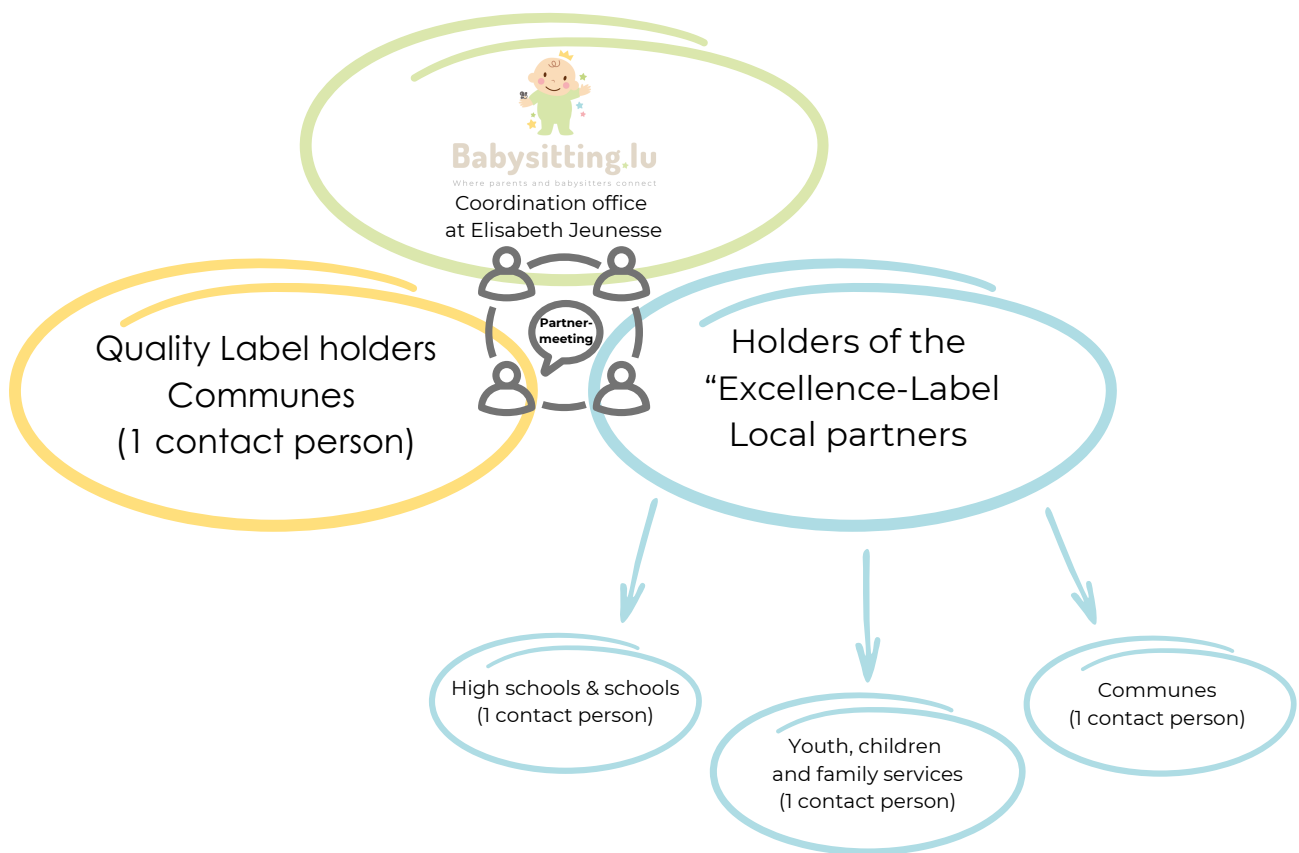 Babysitting.lu
Where parents and babysitters connect
Coordination office
at Elisabeth Jeunesse
Partner-
meeting
Quality Label holders
Communes
(1 contact person)
Holders of the
“Excellence-Label
Local partners
High schools & schools
(1 contact person)
Youth, children
and family services
(1 contact person)
Communes
(1 contact person)